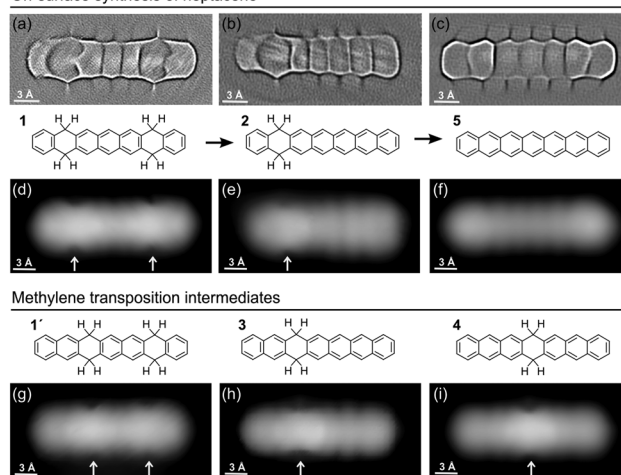 On-surface synthesis of heptacene
(a) (b) (c)
3 Å 3 Å 3 Å
1 H H H H 2 H H 5
H H H H H H
(d) (e) (f)
3 Å 3 Å 3 Å
Methylene transposition intermediates
1´ H H H H 3 H H 4 H H
H H H H H H H H
(g) (h) (i)
3 Å 3 Å 3 Å